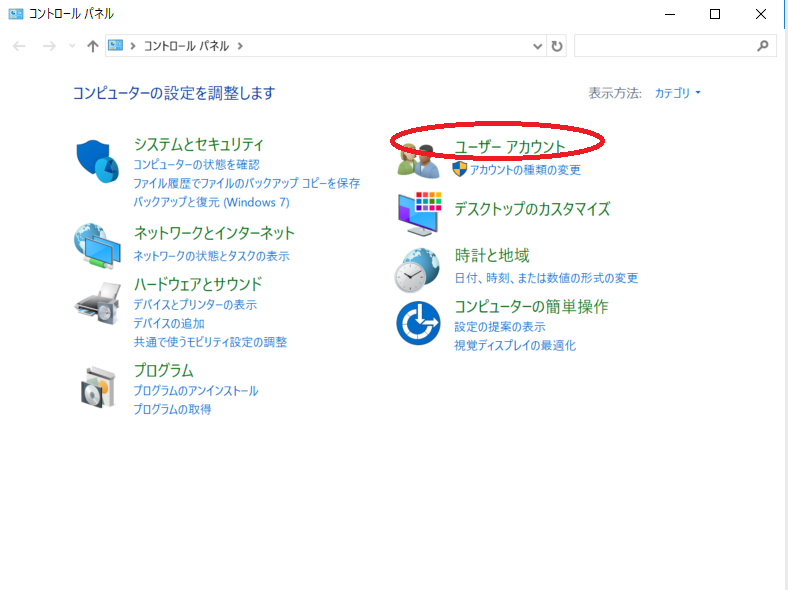 コントロール パネル
コントロール パネル
コンピューターの設定を調整します
表示方法: カテゴリ
システムとセキュリティ
コンピューターの状態を確認
ファイル履歴でファイルのバックアップ コピーを保存
バックアップと復元 (Windows 7)
ネットワークとインターネット
ネットワークの状態とタスクの表示
ハードウェアとサウンド
デバイスとプリンターの表示
デバイスの追加
共通で使うモビリティ設定の調整
プログラム
プログラムのアンインストール
プログラムの取得
ユーザー アカウント
アカウントの種類の変更
デスクトップのカスタマイズ
時計と地域
日付、時刻、または数値の形式の変更
コンピューターの簡単操作
設定の提案の表示
視覚ディスプレイの最適化